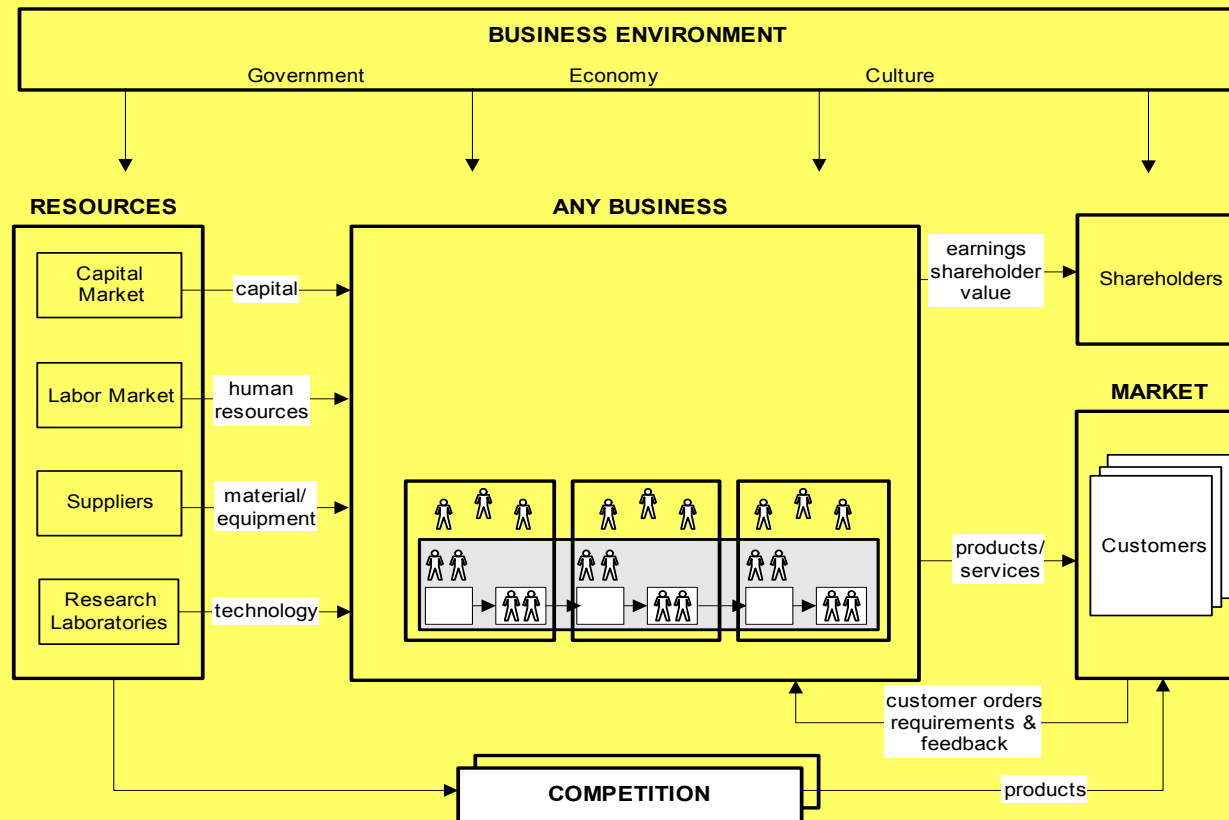 BUSINESS ENVIRONMENT
Government Economy Culture
RESOURCES
ANY BUSINESS
Capital
Market
capital
earnings
shareholder
value
Shareholders
Labor Market
human
resources
MARKET
Suppliers
material/
equipment
Customers
products/
services
Research
Laboratories
technology
customer orders
requirements &
feedback
COMPETITION
products